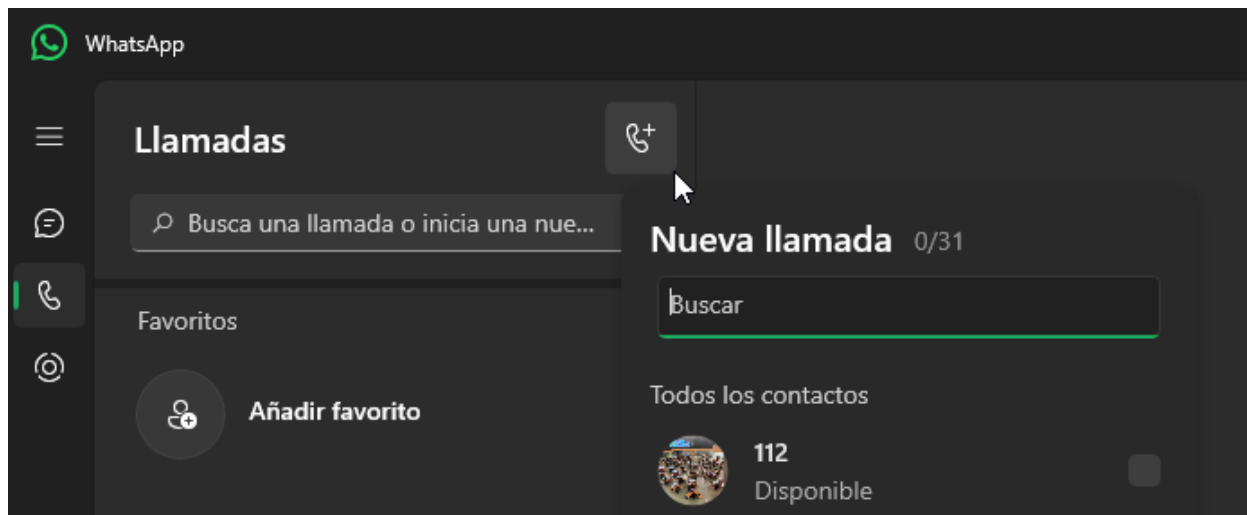 WhatsApp
Llamadas
Busca una llamada o inicia una nue...
Nueva llamada 0/31
Buscar
Favoritos
Añadir favorito
Todos los contactos
112
Disponible